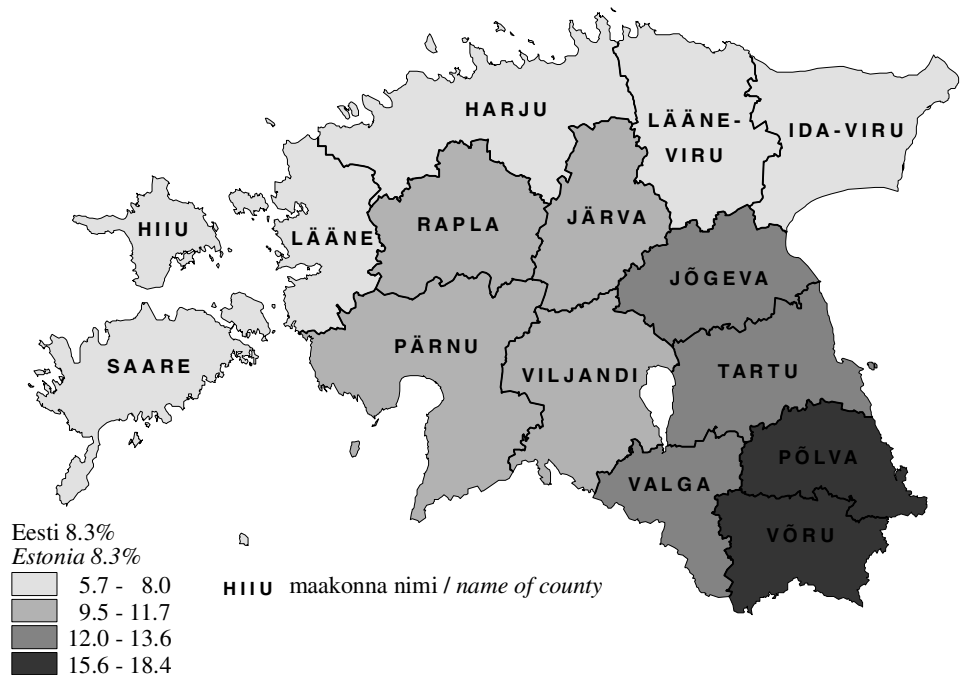 HARJU
LÄÄNE-
VIRU
IDA-VIRU
HIIU
LÄÄNE
RAPLA
JÄRVA
JÕGEVA
SAARE
PÄRNU
VILJANDI
TARTU
PÕLVA
VALGA
VÕRU
Eesti 8.3%
Estonia 8.3%
5.7 - 8.0
9.5 - 11.7
12.0 - 13.6
15.6 - 18.4
HIIU maakonna nimi / name of county